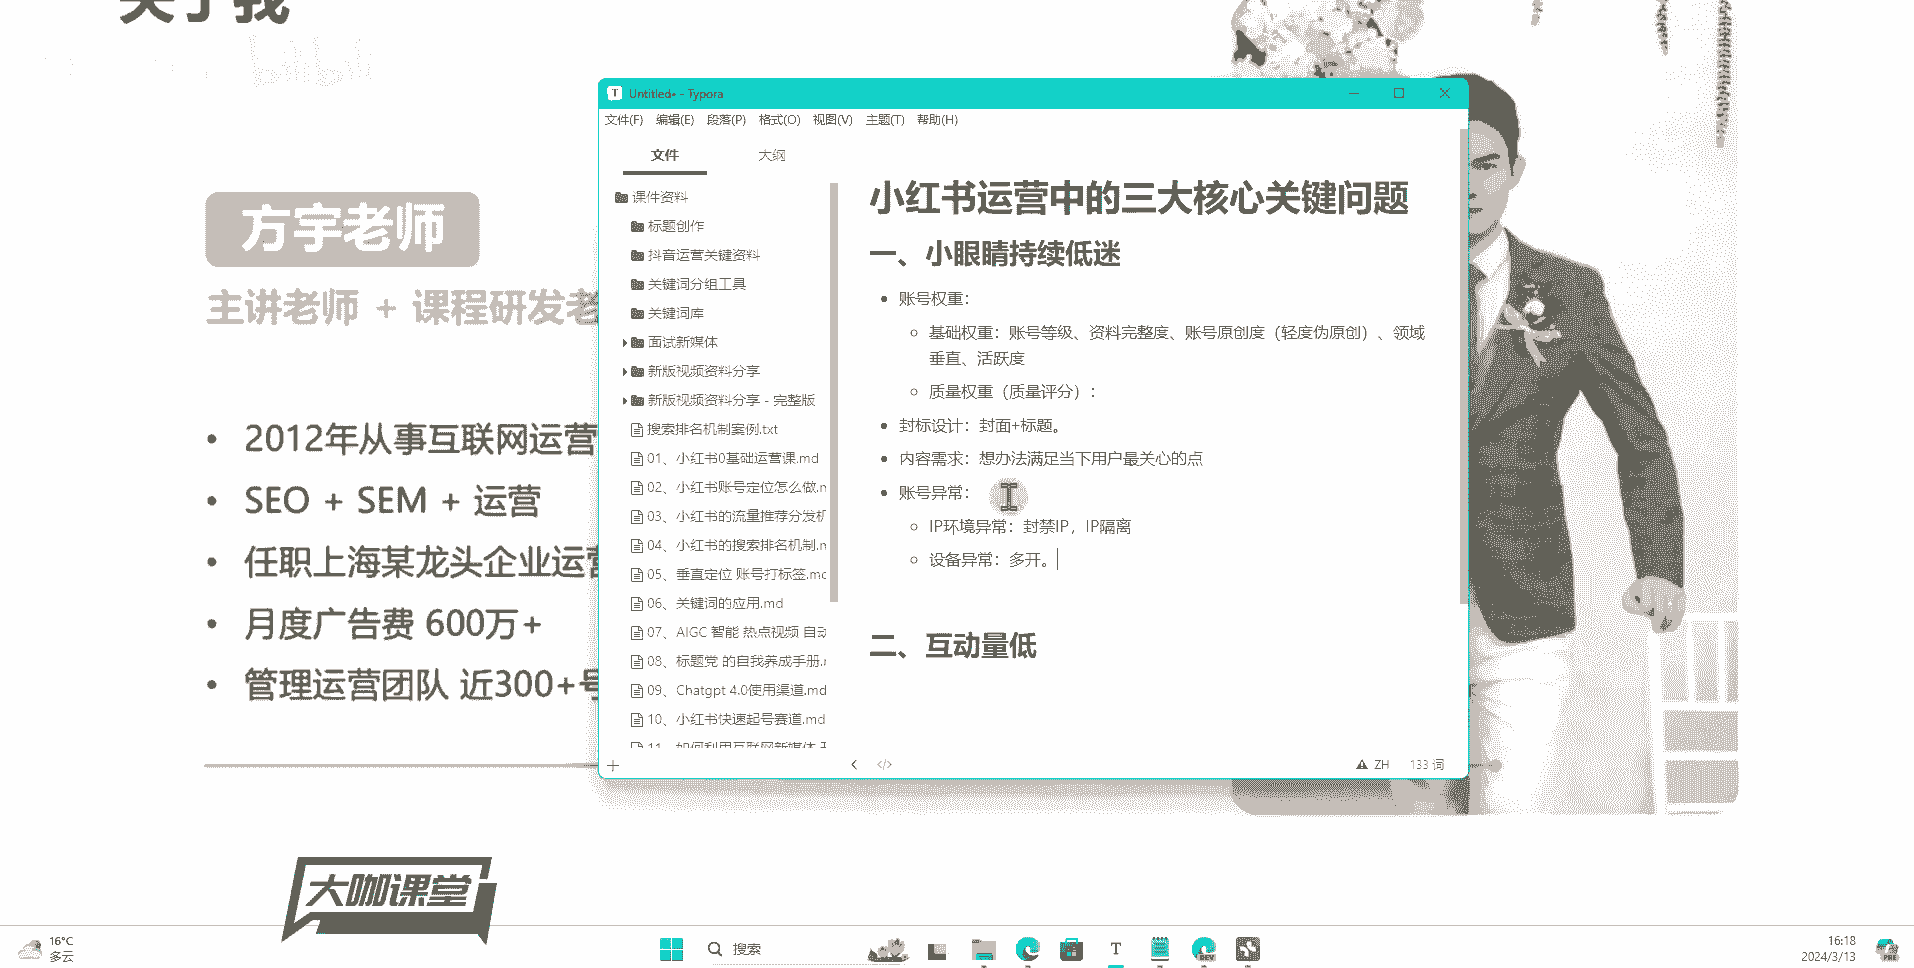 关于我
bilibili
方宇老师
主讲老师 + 课程研发老
2012年从事互联网运营
SEO + SEM + 运营
任职上海某龙头企业运营
月度广告费 600万+
管理运营团队 近300+号
大咖课堂
Untitled• - Typora
文件(F) 编辑(E) 段落(P) 格式(O) 视图(V) 主题(T) 帮助(H)
文件 大纲
课件资料
标题创作
抖音运营关键资料
关键词分组工具
关键词库
面试新媒体
新版视频资料分享
新版视频资料分享 - 完整版
搜索排名机制案例.txt
01、小红书0基础运营课.md
02、小红书账号定位怎么做.m
03、小红书的流量推荐分发机
04、小红书的搜索排名机制.m
05、垂直定位 账号打标签.md
06、关键词的应用.md
07、AIGC 智能 热点视频 自动
08、标题党 的自我养成手册.m
09、Chatgpt 4.0使用渠道.md
10、小红书快速起号赛道.md
11、如何利用互联网新媒体
小红书运营中的三大核心关键问题
一、小眼睛持续低迷
账号权重：
基础权重：账号等级、资料完整度、账号原创度（轻度伪原创）、领域
垂直、活跃度
质量权重（质量评分）：
封标设计：封面+标题。
内容需求：想办法满足当下用户最关心的点
账号异常：
IP环境异常：封禁IP，IP隔离
设备异常：多开。
二、互动量低
ZH 133 词
16°C
多云
搜索
DEV
16:18
2024/3/13
PRE